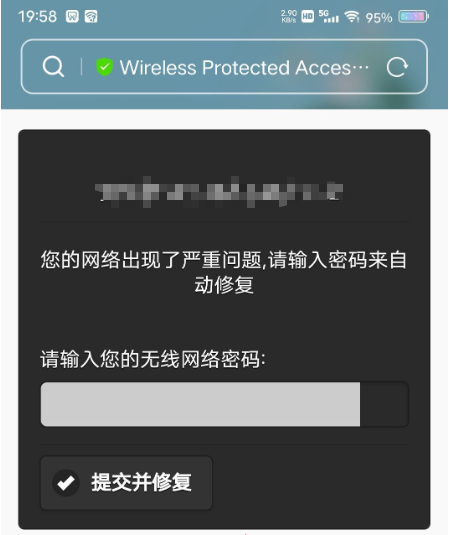 19:58 2.90 KB/s HD 5G 95%
Wireless Protected Acces···
您的网络出现了严重问题,请输入密码来自
动修复
请输入您的无线网络密码:
提交并修复